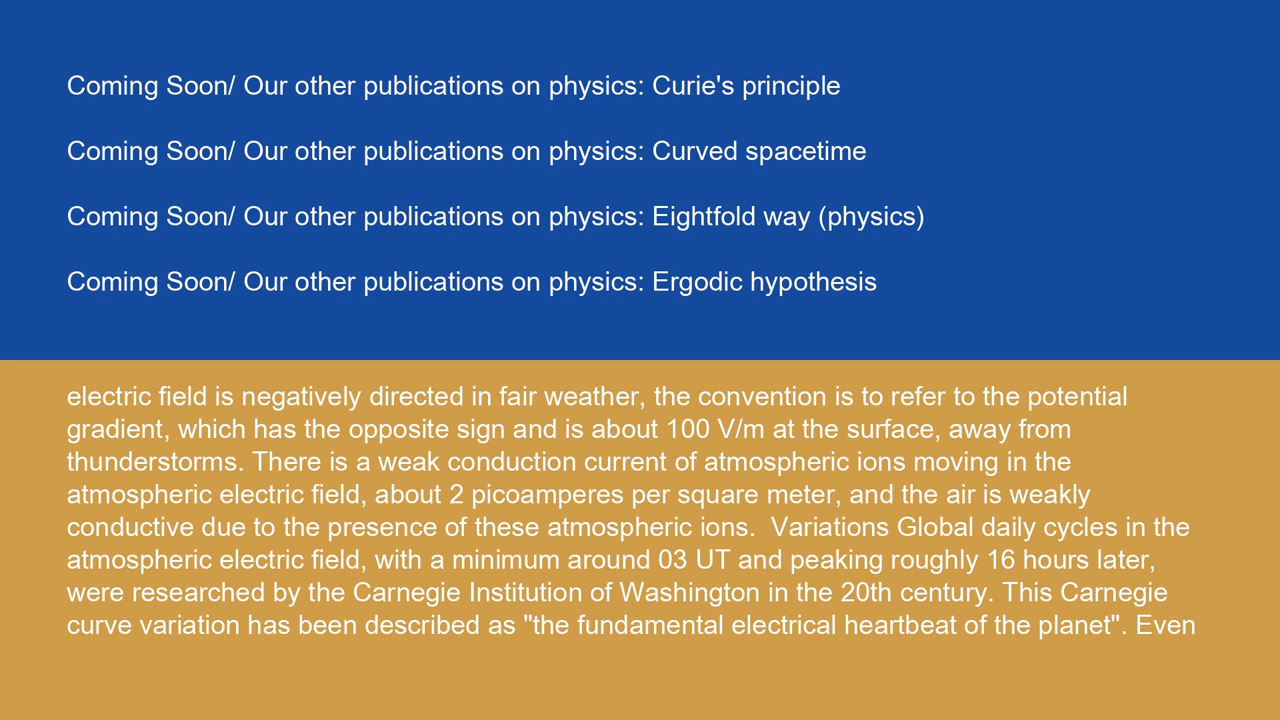 Coming Soon/ Our other publications on physics: Curie's principle
Coming Soon/ Our other publications on physics: Curved spacetime
Coming Soon/ Our other publications on physics: Eightfold way (physics)
Coming Soon/ Our other publications on physics: Ergodic hypothesis
electric field is negatively directed in fair weather, the convention is to refer to the potential
gradient, which has the opposite sign and is about 100 V/m at the surface, away from
thunderstorms. There is a weak conduction current of atmospheric ions moving in the
atmospheric electric field, about 2 picoamperes per square meter, and the air is weakly
conductive due to the presence of these atmospheric ions.  Variations Global daily cycles in the
atmospheric electric field, with a minimum around 03 UT and peaking roughly 16 hours later,
were researched by the Carnegie Institution of Washington in the 20th century. This Carnegie
curve variation has been described as "the fundamental electrical heartbeat of the planet". Even